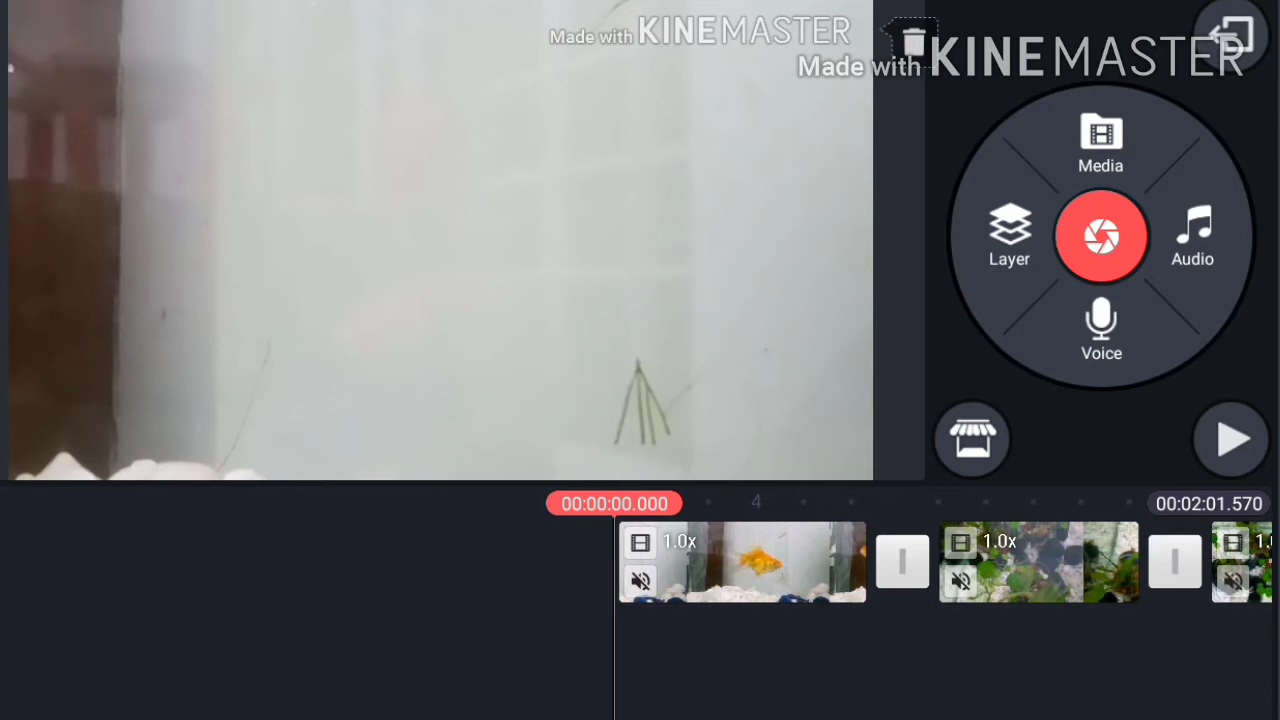 Made with KINEMASTER
Made with KINEMASTER
Media
Layer
Audio
Voice
00:00:00.000
4
00:02:01.570
1.0x
1.0x